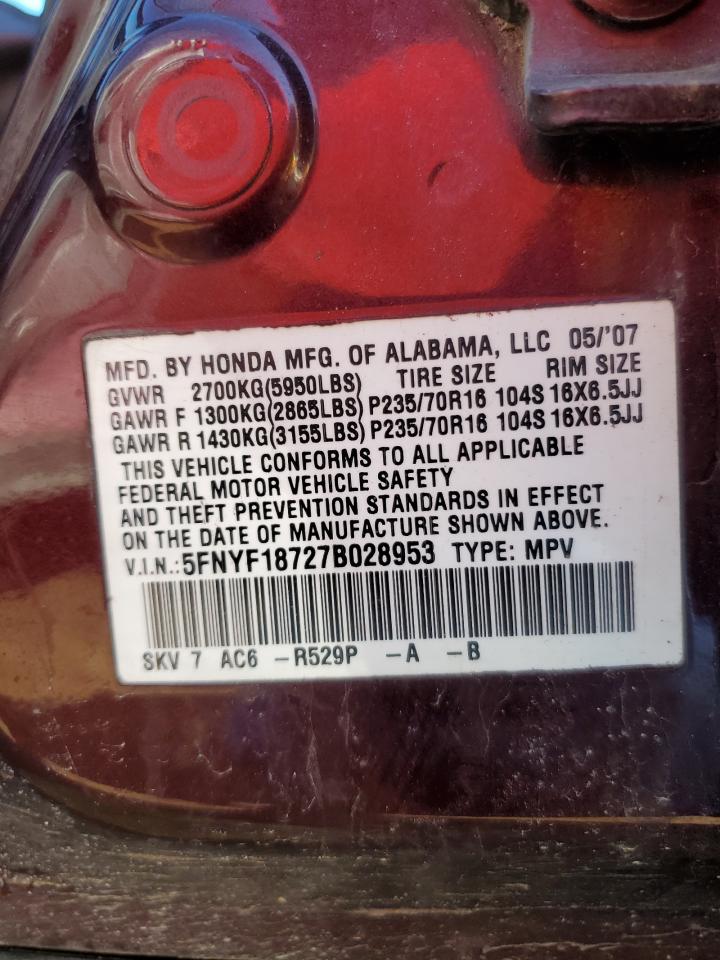 MFD. BY HONDA MFG. OF ALABAMA, LLC 05/'07
GVWR 2700KG(5950LBS) TIRE SIZE RIM SIZE
GAWR F 1300KG(2865LBS) P235/70R16 104S 16X6.5JJ
GAWR R 1430KG(3155LBS) P235/70R16 104S 16X6.5JJ
THIS VEHICLE CONFORMS TO ALL APPLICABLE
FEDERAL MOTOR VEHICLE SAFETY
AND THEFT PREVENTION STANDARDS IN EFFECT
ON THE DATE OF MANUFACTURE SHOWN ABOVE.
V.I.N.:5FNYF18727B028953 TYPE: MPV
SKV 7 AC6 -R529P -A -B